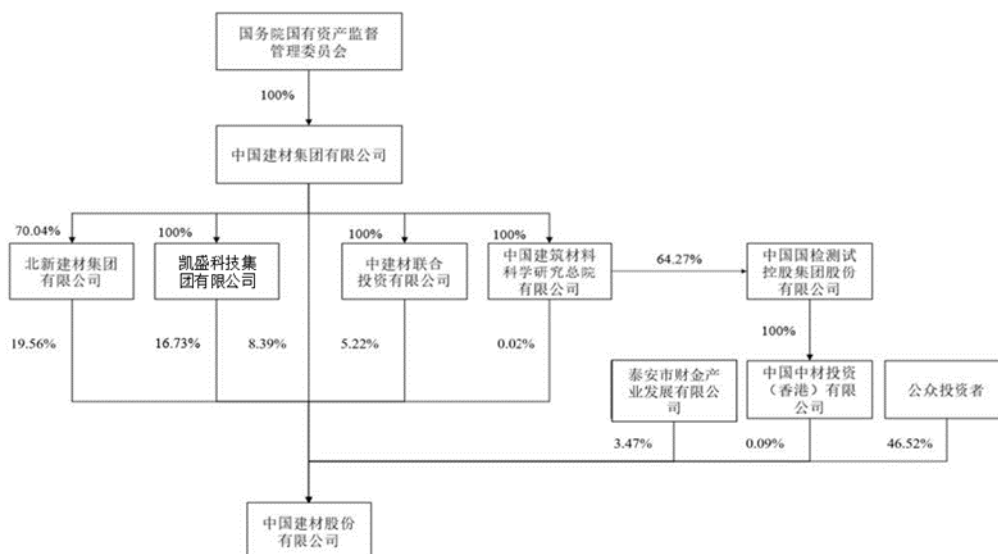 国务院国有资产监督
管理委员会
100%
中国建材集团有限公司
70.04%
100%
100%
100%
北新建材集团
有限公司
凯盛科技集
团有限公司
中建材联合
投资有限公司
中国建筑材料
科学研究总院
有限公司
64.27%
中国国检测试
控股集团股份
有限公司
19.56%
16.73%
8.39%
5.22%
0.02%
100%
泰安市财金产
业发展有限公
司
中国中材投资
（香港）有限
公司
公众投资者
3.47%
0.09%
46.52%
中国建材股份
有限公司